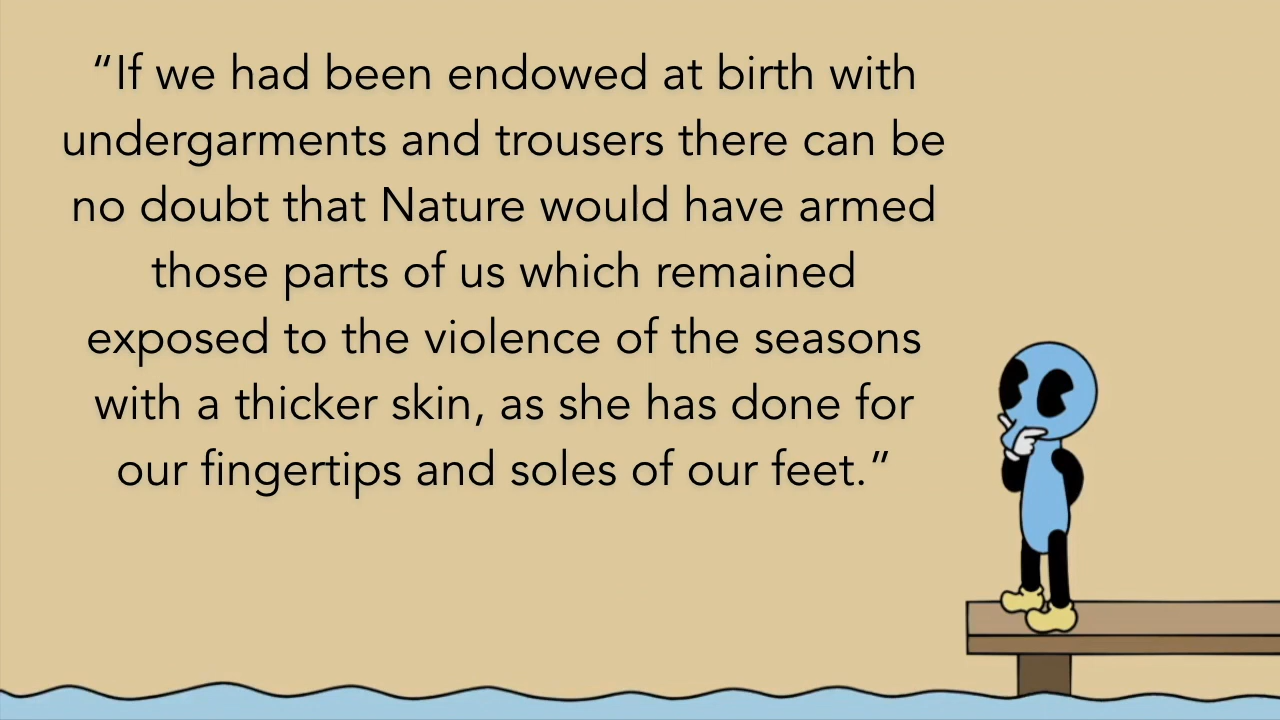 “If we had been endowed at birth with
undergarments and trousers there can be
no doubt that Nature would have armed
those parts of us which remained
exposed to the violence of the seasons
with a thicker skin, as she has done for
our fingertips and soles of our feet.”